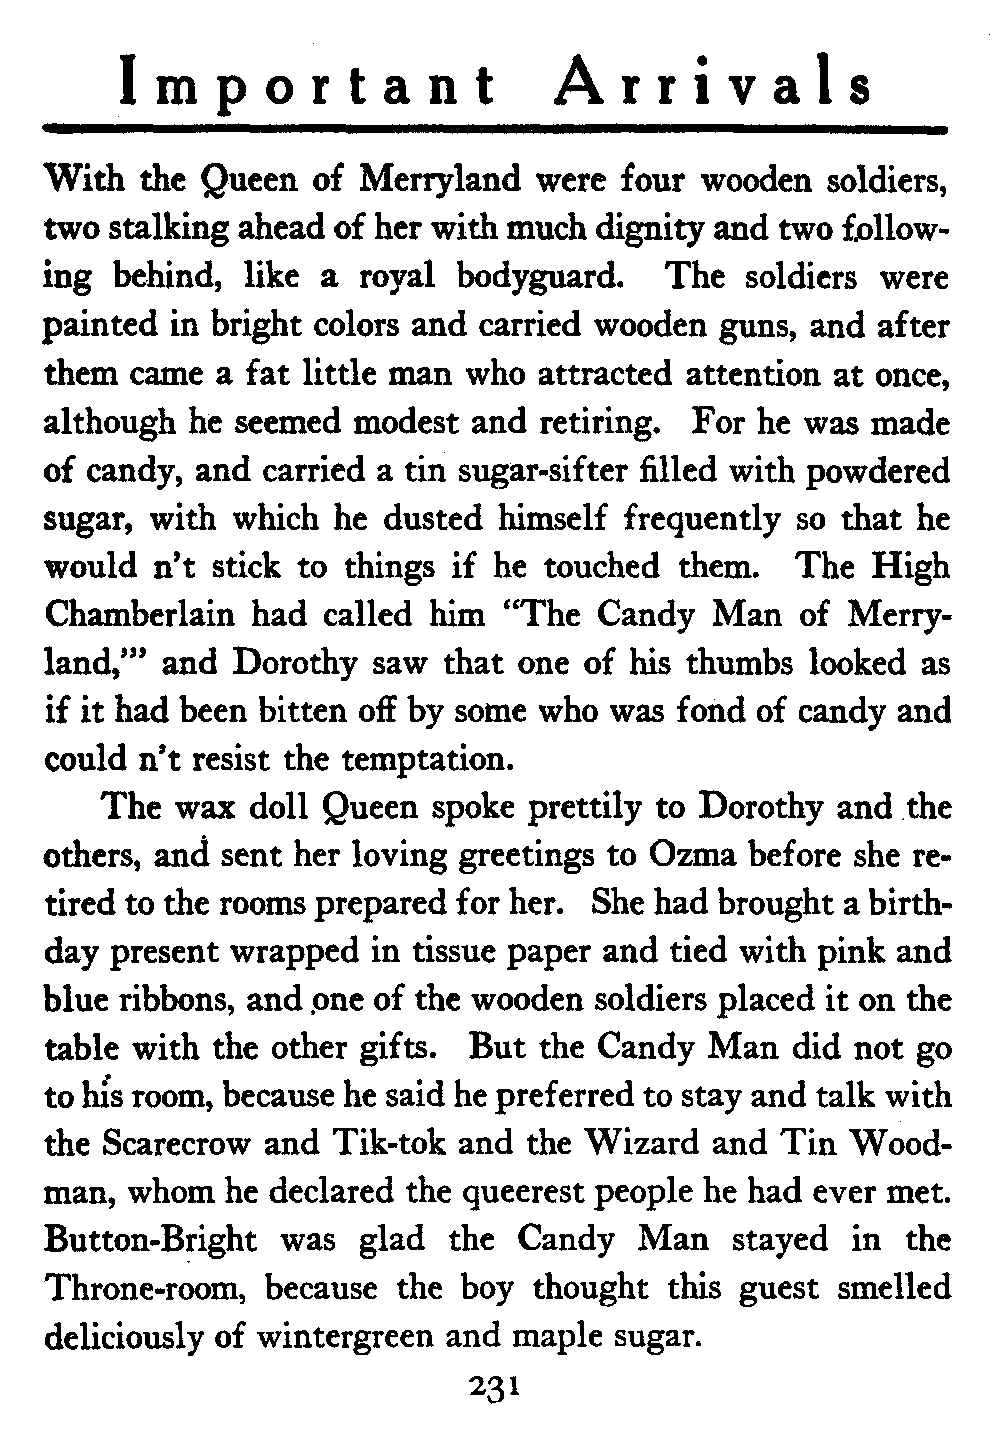 Important Arrivals
With the Queen of Merryland were four wooden soldiers,
two stalking ahead of her with much dignity and two follow-
ing behind, like a royal bodyguard. The soldiers were
painted in bright colors and carried wooden guns, and after
them came a fat little man who attracted attention at once,
although he seemed modest and retiring. For he was made
of candy, and carried a tin sugar-sifter filled with powdered
sugar, with which he dusted himself frequently so that he
would n't stick to things if he touched them. The High
Chamberlain had called him "The Candy Man of Merry-
land,'" and Dorothy saw that one of his thumbs looked as
if it had been bitten off by some who was fond of candy and
could n't resist the temptation.
The wax doll Queen spoke prettily to Dorothy and the
others, and sent her loving greetings to Ozma before she re-
tired to the rooms prepared for her. She had brought a birth-
day present wrapped in tissue paper and tied with pink and
blue ribbons, and one of the wooden soldiers placed it on the
table with the other gifts. But the Candy Man did not go
to his room, because he said he preferred to stay and talk with
the Scarecrow and Tik-tok and the Wizard and Tin Wood-
man, whom he declared the queerest people he had ever met.
Button-Bright was glad the Candy Man stayed in the
Throne-room, because the boy thought this guest smelled
deliciously of wintergreen and maple sugar.
231